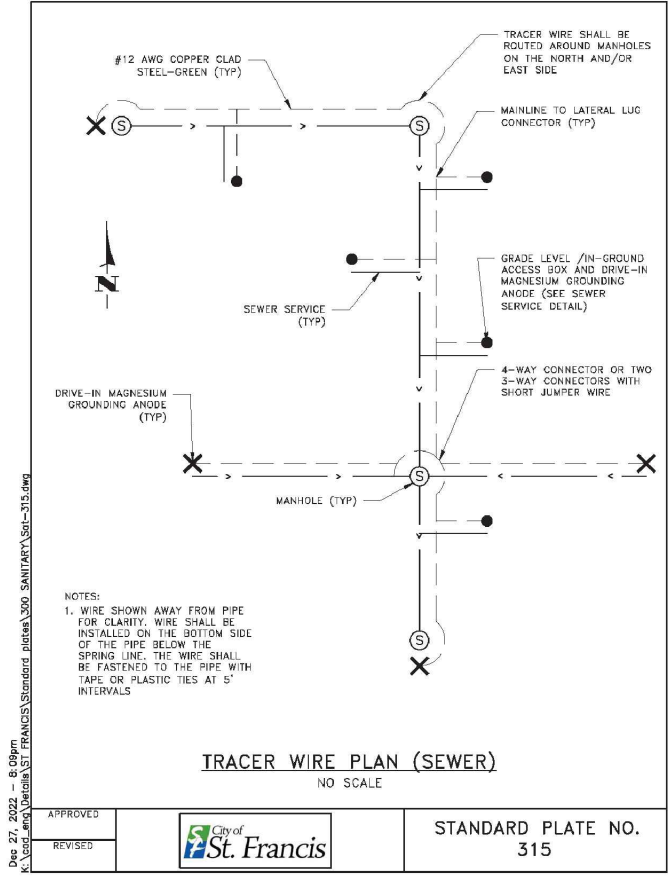 TRACER WIRE SHALL BE
ROUTED AROUND MANHOLES
ON THE NORTH AND/OR
EAST SIDE
#12 AWG COPPER CLAD
STEEL-GREEN (TYP)
MAINLINE TO LATERAL LUG
CONNECTOR (TYP)
S
S
N
GRADE LEVEL /IN-GROUND
ACCESS BOX AND DRIVE-IN
MAGNESIUM GROUNDING
ANODE (SEE SEWER
SERVICE DETAIL)
SEWER SERVICE
(TYP)
4-WAY CONNECTOR OR TWO
3-WAY CONNECTORS WITH
SHORT JUMPER WIRE
DRIVE-IN MAGNESIUM
GROUNDING ANODE
(TYP)
S
MANHOLE (TYP)
NOTES:
1. WIRE SHOWN AWAY FROM PIPE
FOR CLARITY. WIRE SHALL BE
INSTALLED ON THE BOTTOM SIDE
OF THE PIPE BELOW THE
SPRING LINE. THE WIRE SHALL
BE FASTENED TO THE PIPE WITH
TAPE OR PLASTIC TIES AT 5'
INTERVALS
S
TRACER WIRE PLAN (SEWER)
NO SCALE
APPROVED
REVISED
City of
St. Francis
STANDARD PLATE NO.
315
Dec 27, 2022 - 8:09pm
K:\cad_eng\Details\ST FRANCIS\Standard plates\300 SANITARY\Sat-315.dwg